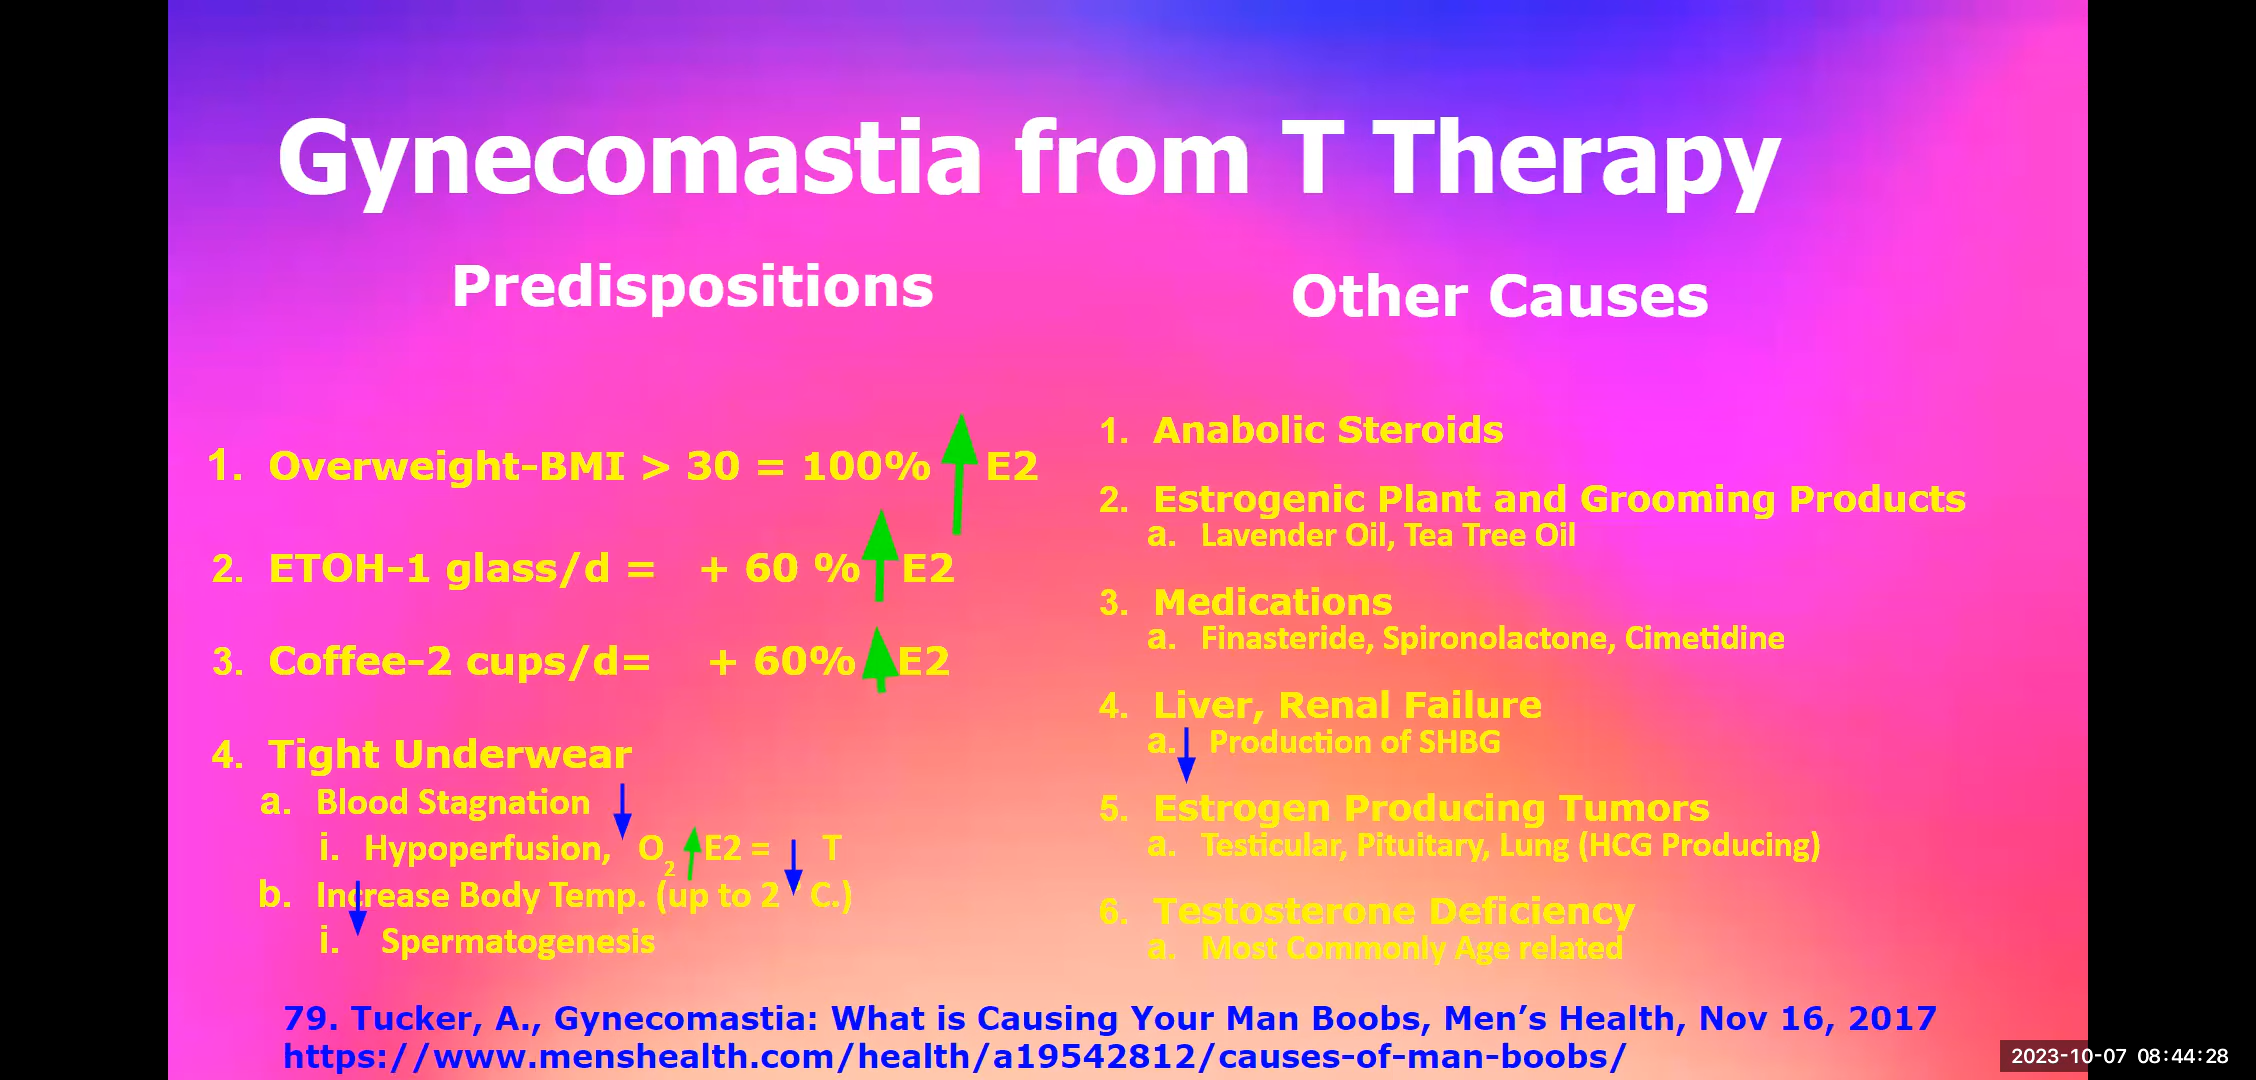 Gynecomastia from T Therapy
Predispositions
1. Overweight-BMI > 30 = 100% E2
2. ETOH-1 glass/d = + 60 % E2
3. Coffee-2 cups/d= + 60% E2
4. Tight Underwear
a. Blood Stagnation
i. Hypoperfusion, O2 E2 = T
b. Increase Body Temp. (up to 2 ° C.)
i. Spermatogenesis
Other Causes
1. Anabolic Steroids
2. Estrogenic Plant and Grooming Products
a. Lavender Oil, Tea Tree Oil
3. Medications
a. Finasteride, Spironolactone, Cimetidine
4. Liver, Renal Failure
a. Production of SHBG
5. Estrogen Producing Tumors
a. Testicular, Pituitary, Lung (HCG Producing)
6. Testosterone Deficiency
a. Most Commonly Age related
79. Tucker, A., Gynecomastia: What is Causing Your Man Boobs, Men’s Health, Nov 16, 2017
https://www.menshealth.com/health/a19542812/causes-of-man-boobs/
2023-10-07 08:44:28